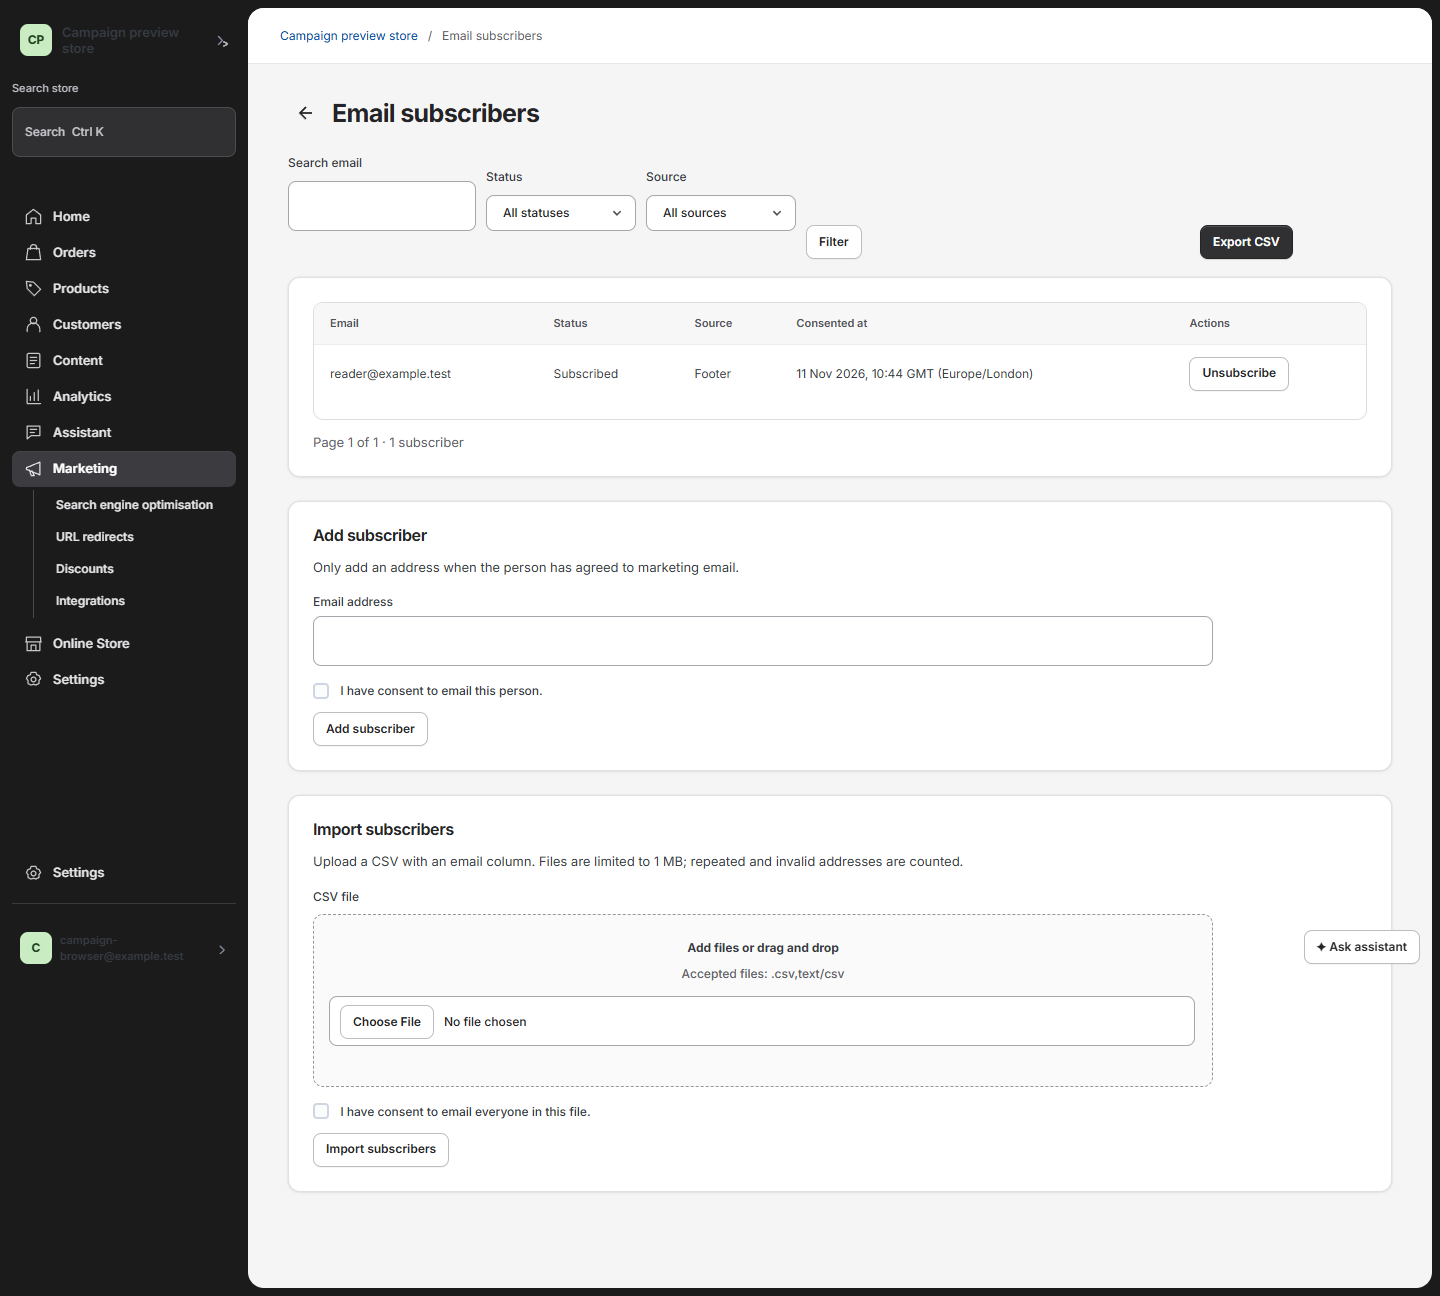 CP
Campaign preview
store
Search store
Search Ctrl K
Home
Orders
Products
Customers
Content
Analytics
Assistant
Marketing
Search engine optimisation
URL redirects
Discounts
Integrations
Online Store
Settings
Settings
C
campaign-
browser@example.test
Campaign preview store / Email subscribers
Email subscribers
Search email
Status
Source
All statuses
All sources
Filter
Export CSV
Email Status Source Consented at Actions
reader@example.test Subscribed Footer 11 Nov 2026, 10:44 GMT (Europe/London) Unsubscribe
Page 1 of 1 · 1 subscriber
Add subscriber
Only add an address when the person has agreed to marketing email.
Email address
I have consent to email this person.
Add subscriber
Import subscribers
Upload a CSV with an email column. Files are limited to 1 MB; repeated and invalid addresses are counted.
CSV file
Add files or drag and drop
Accepted files: .csv,text/csv
Choose File No file chosen
I have consent to email everyone in this file.
Import subscribers
✦ Ask assistant